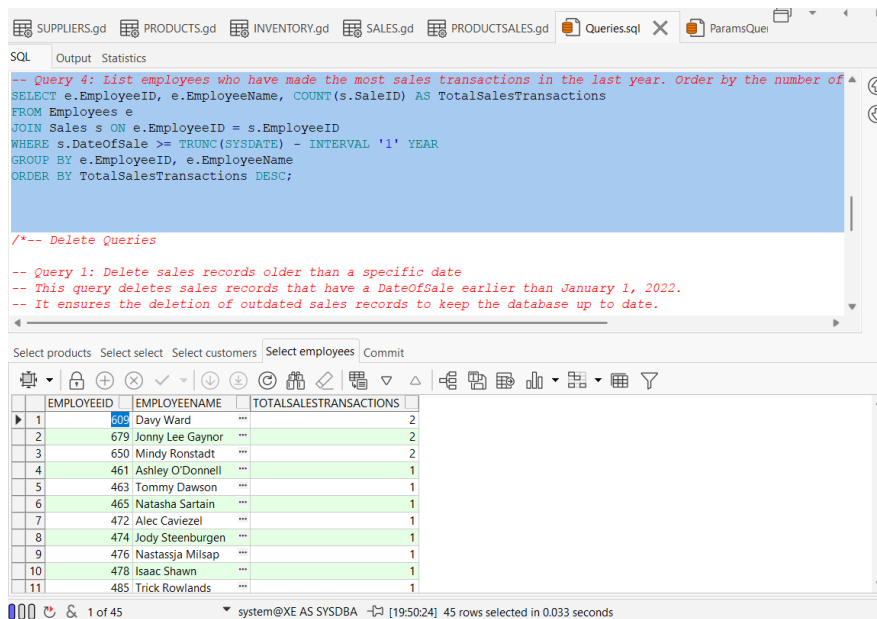 SUPPLIERS.gd PRODUCTS.gd INVENTORY.gd SALES.gd PRODUCTSALES.gd Queries.sql ParamsQuer
SQL Output Statistics
-- Query 4: List employees who have made the most sales transactions in the last year. Order by the number of
SELECT e.EmployeeID, e.EmployeeName, COUNT(s.SaleID) AS TotalSalesTransactions
FROM Employees e
JOIN Sales s ON e.EmployeeID = s.EmployeeID
WHERE s.DateOfSale >= TRUNC(SYSDATE) - INTERVAL '1' YEAR
GROUP BY e.EmployeeID, e.EmployeeName
ORDER BY TotalSalesTransactions DESC;
/*-- Delete Queries
-- Query 1: Delete sales records older than a specific date
-- This query deletes sales records that have a DateOfSale earlier than January 1, 2022.
-- It ensures the deletion of outdated sales records to keep the database up to date.
Select products Select select Select customers Select employees Commit
EMPLOYEEID EMPLOYEENAME TOTALSALESTRANSACTIONS
1 609 Davy Ward ... 2
2 679 Jonny Lee Gaynor ... 2
3 650 Mindy Ronstadt ... 2
4 461 Ashley O'Donnell ... 1
5 463 Tommy Dawson ... 1
6 465 Natasha Sartain ... 1
7 472 Alec Caviezel ... 1
8 474 Jody Steenburgen ... 1
9 476 Nastassja Milsap ... 1
10 478 Isaac Shawn ... 1
11 485 Trick Rowlands ... 1
& 1 of 45 system@XE AS SYSDBA [19:50:24] 45 rows selected in 0.033 seconds